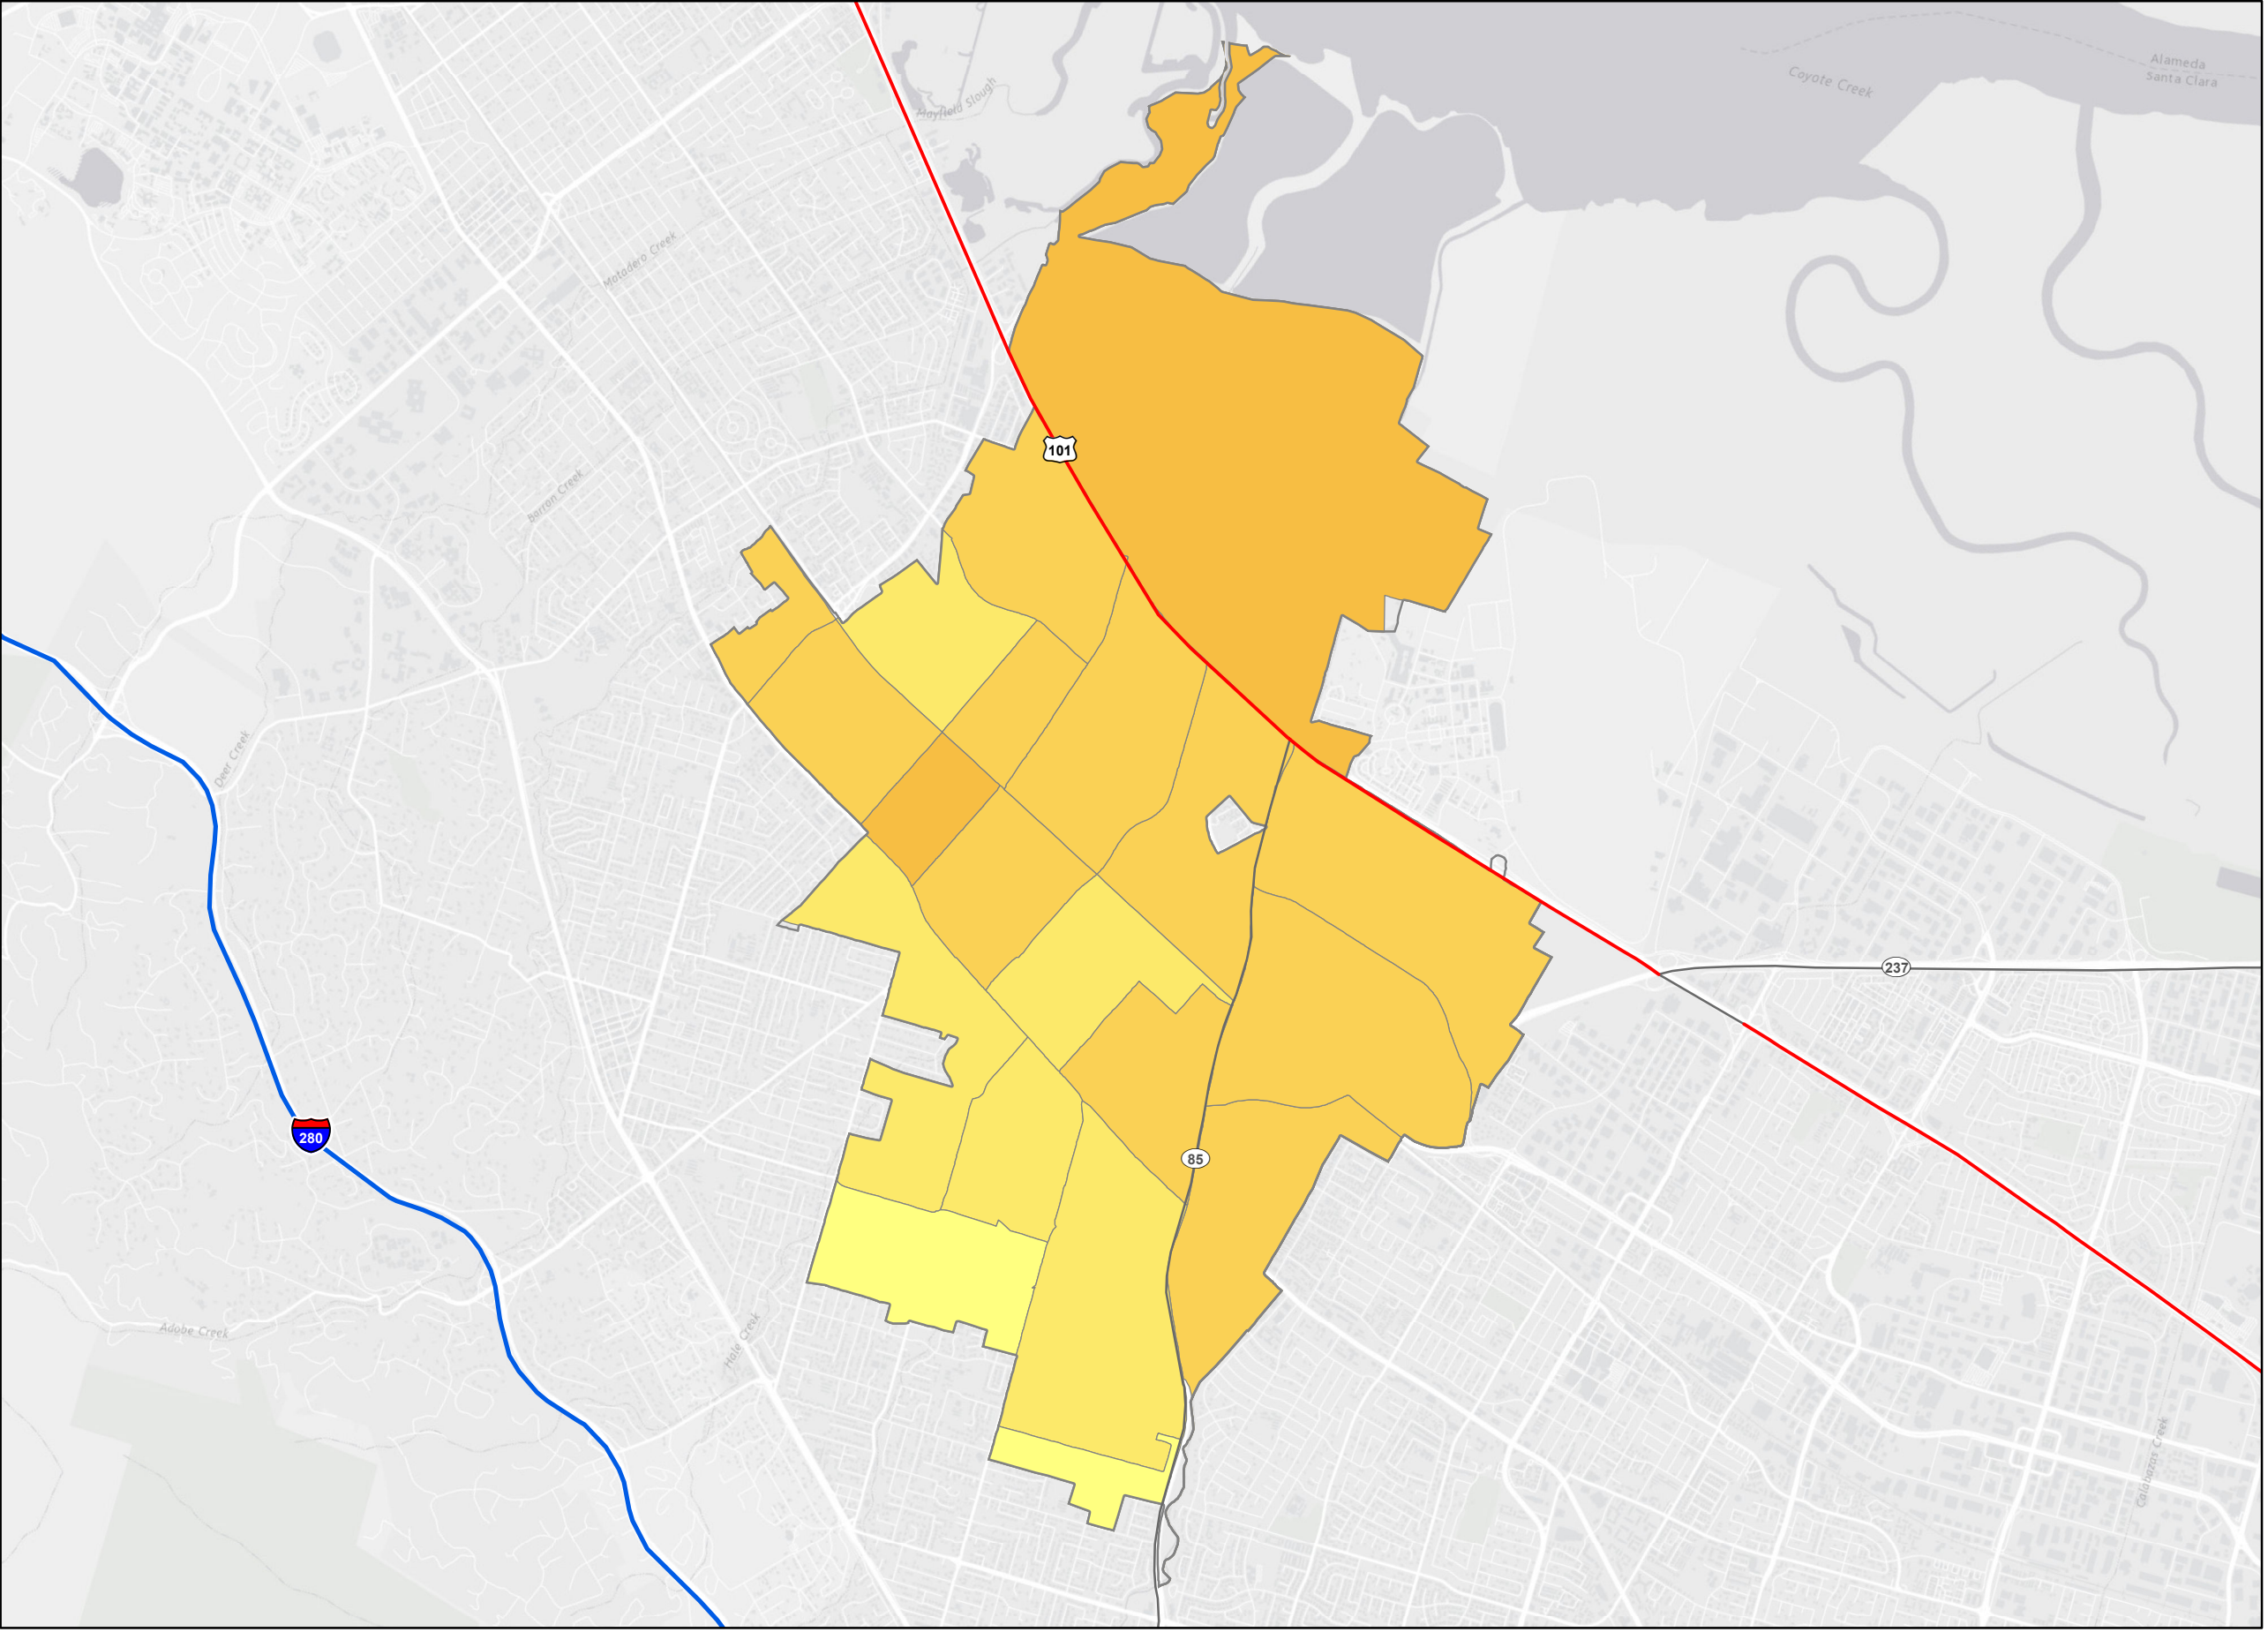 Alameda
Santa Clara
Coyote Creek
Mayfield Slough
Matadero Creek
101
Barron Creek
Deer Creek
237
280
85
Adobe Creek
Hale Creek
Calabazas Creek